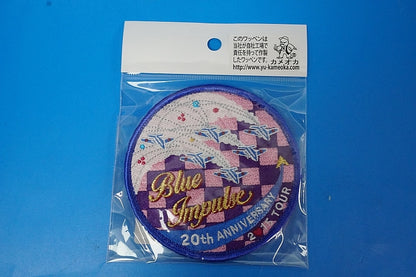 このワッペンは
当社が自社工場で
責任を持って作製
したワッペンです。
カメオカ
http://www.yu-kameoka.com
Blue
Impulse
20th ANNIVERSARY
TOUR